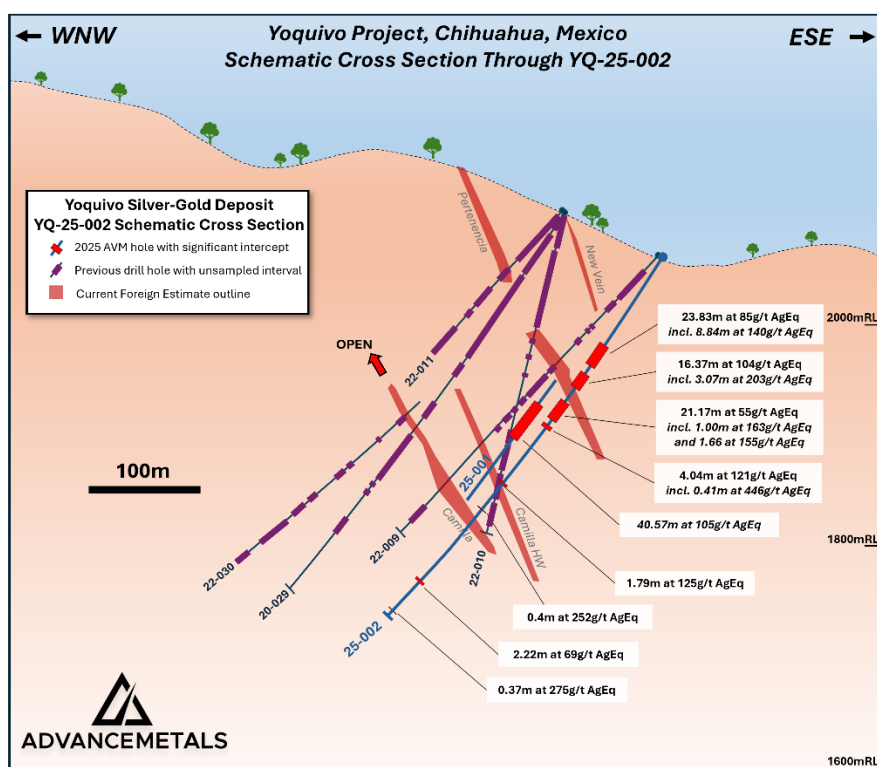 WNW
Yoquivo Project, Chihuahua, Mexico
Schematic Cross Section Through YQ-25-002
ESE
Yoquivo Silver-Gold Deposit
YQ-25-002 Schematic Cross Section
2025 AVM hole with significant intercept
Previous drill hole with unsampled interval
Current Foreign Estimate outline
Pertenencia
New Vein
OPEN
22-011
100m
2000mRL
23.83m at 85g/t AgEq
incl. 8.84m at 140g/t AgEq
16.37m at 104g/t AgEq
incl. 3.07m at 203g/t AgEq
21.17m at 55g/t AgEq
incl. 1.00m at 163g/t AgEq
and 1.66 at 155g/t AgEq
4.04m at 121g/t AgEq
incl. 0.41m at 446g/t AgEq
40.57m at 105g/t AgEq
1800mRL
25-001
Camilla
Camilla HW
22-009
22-010
22-030
20-029
25-002
1.79m at 125g/t AgEq
0.4m at 252g/t AgEq
2.22m at 69g/t AgEq
0.37m at 275g/t AgEq
ADVANCEMETALS
1600mRL